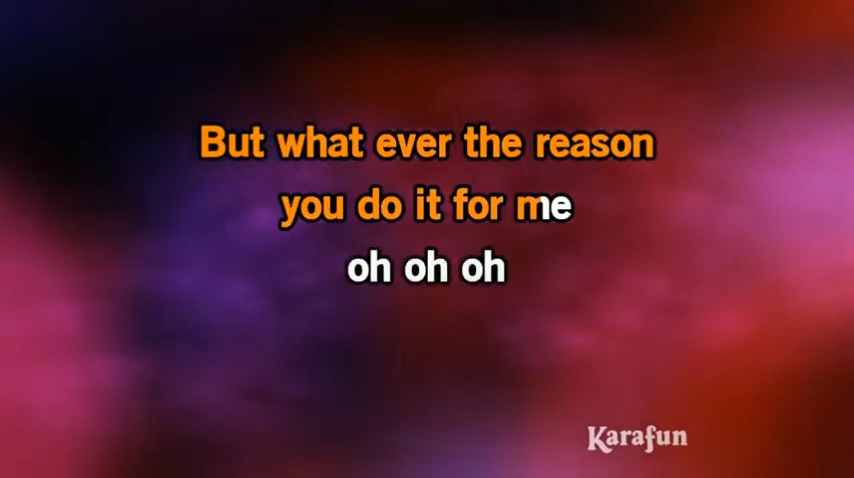 But what ever the reason
you do it for me
oh oh oh
Karafun